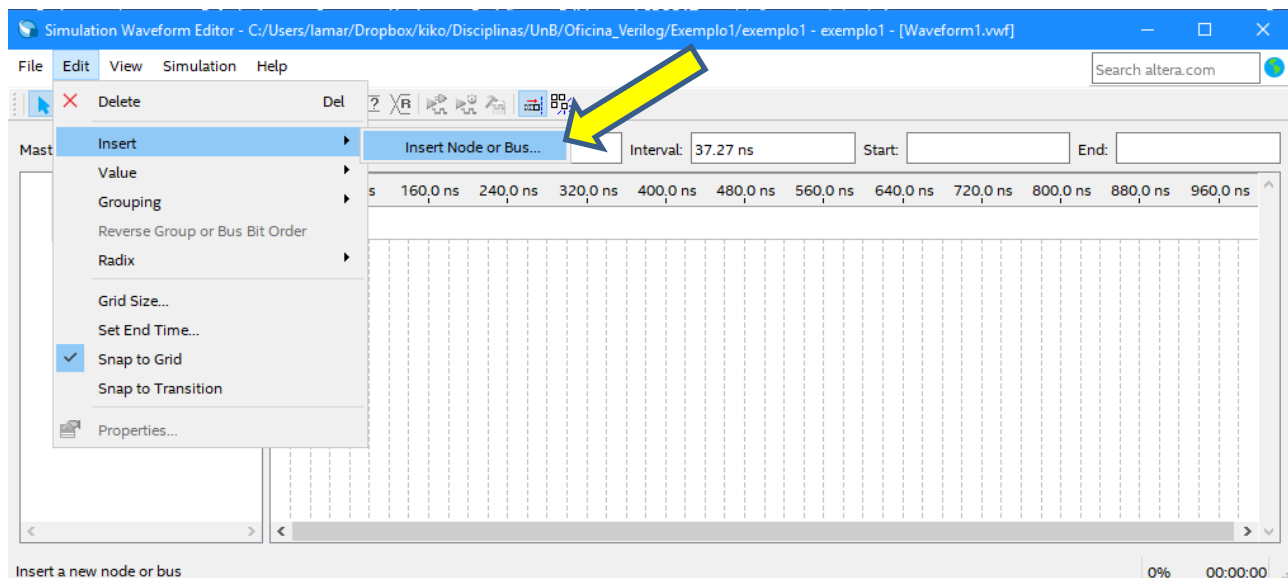 Simulation Waveform Editor - C:/Users/lamar/Dropbox/kiko/Disciplinas/UnB/Oficina_Verilog/Exemplo1/exemplo1 - exemplo1 - [Waveform1.vwf]
File Edit View Simulation Help
Search altera.com
Delete Del
Mast
Insert
Insert Node or Bus...
Interval: 37.27 ns
Start:
End:
Value
s 160.0 ns 240.0 ns 320.0 ns 400.0 ns 480.0 ns 560.0 ns 640.0 ns 720.0 ns 800.0 ns 880.0 ns 960.0 ns
Grouping
Reverse Group or Bus Bit Order
Radix
Grid Size...
Set End Time...
Snap to Grid
Snap to Transition
Properties...
Insert a new node or bus
0% 00:00:00